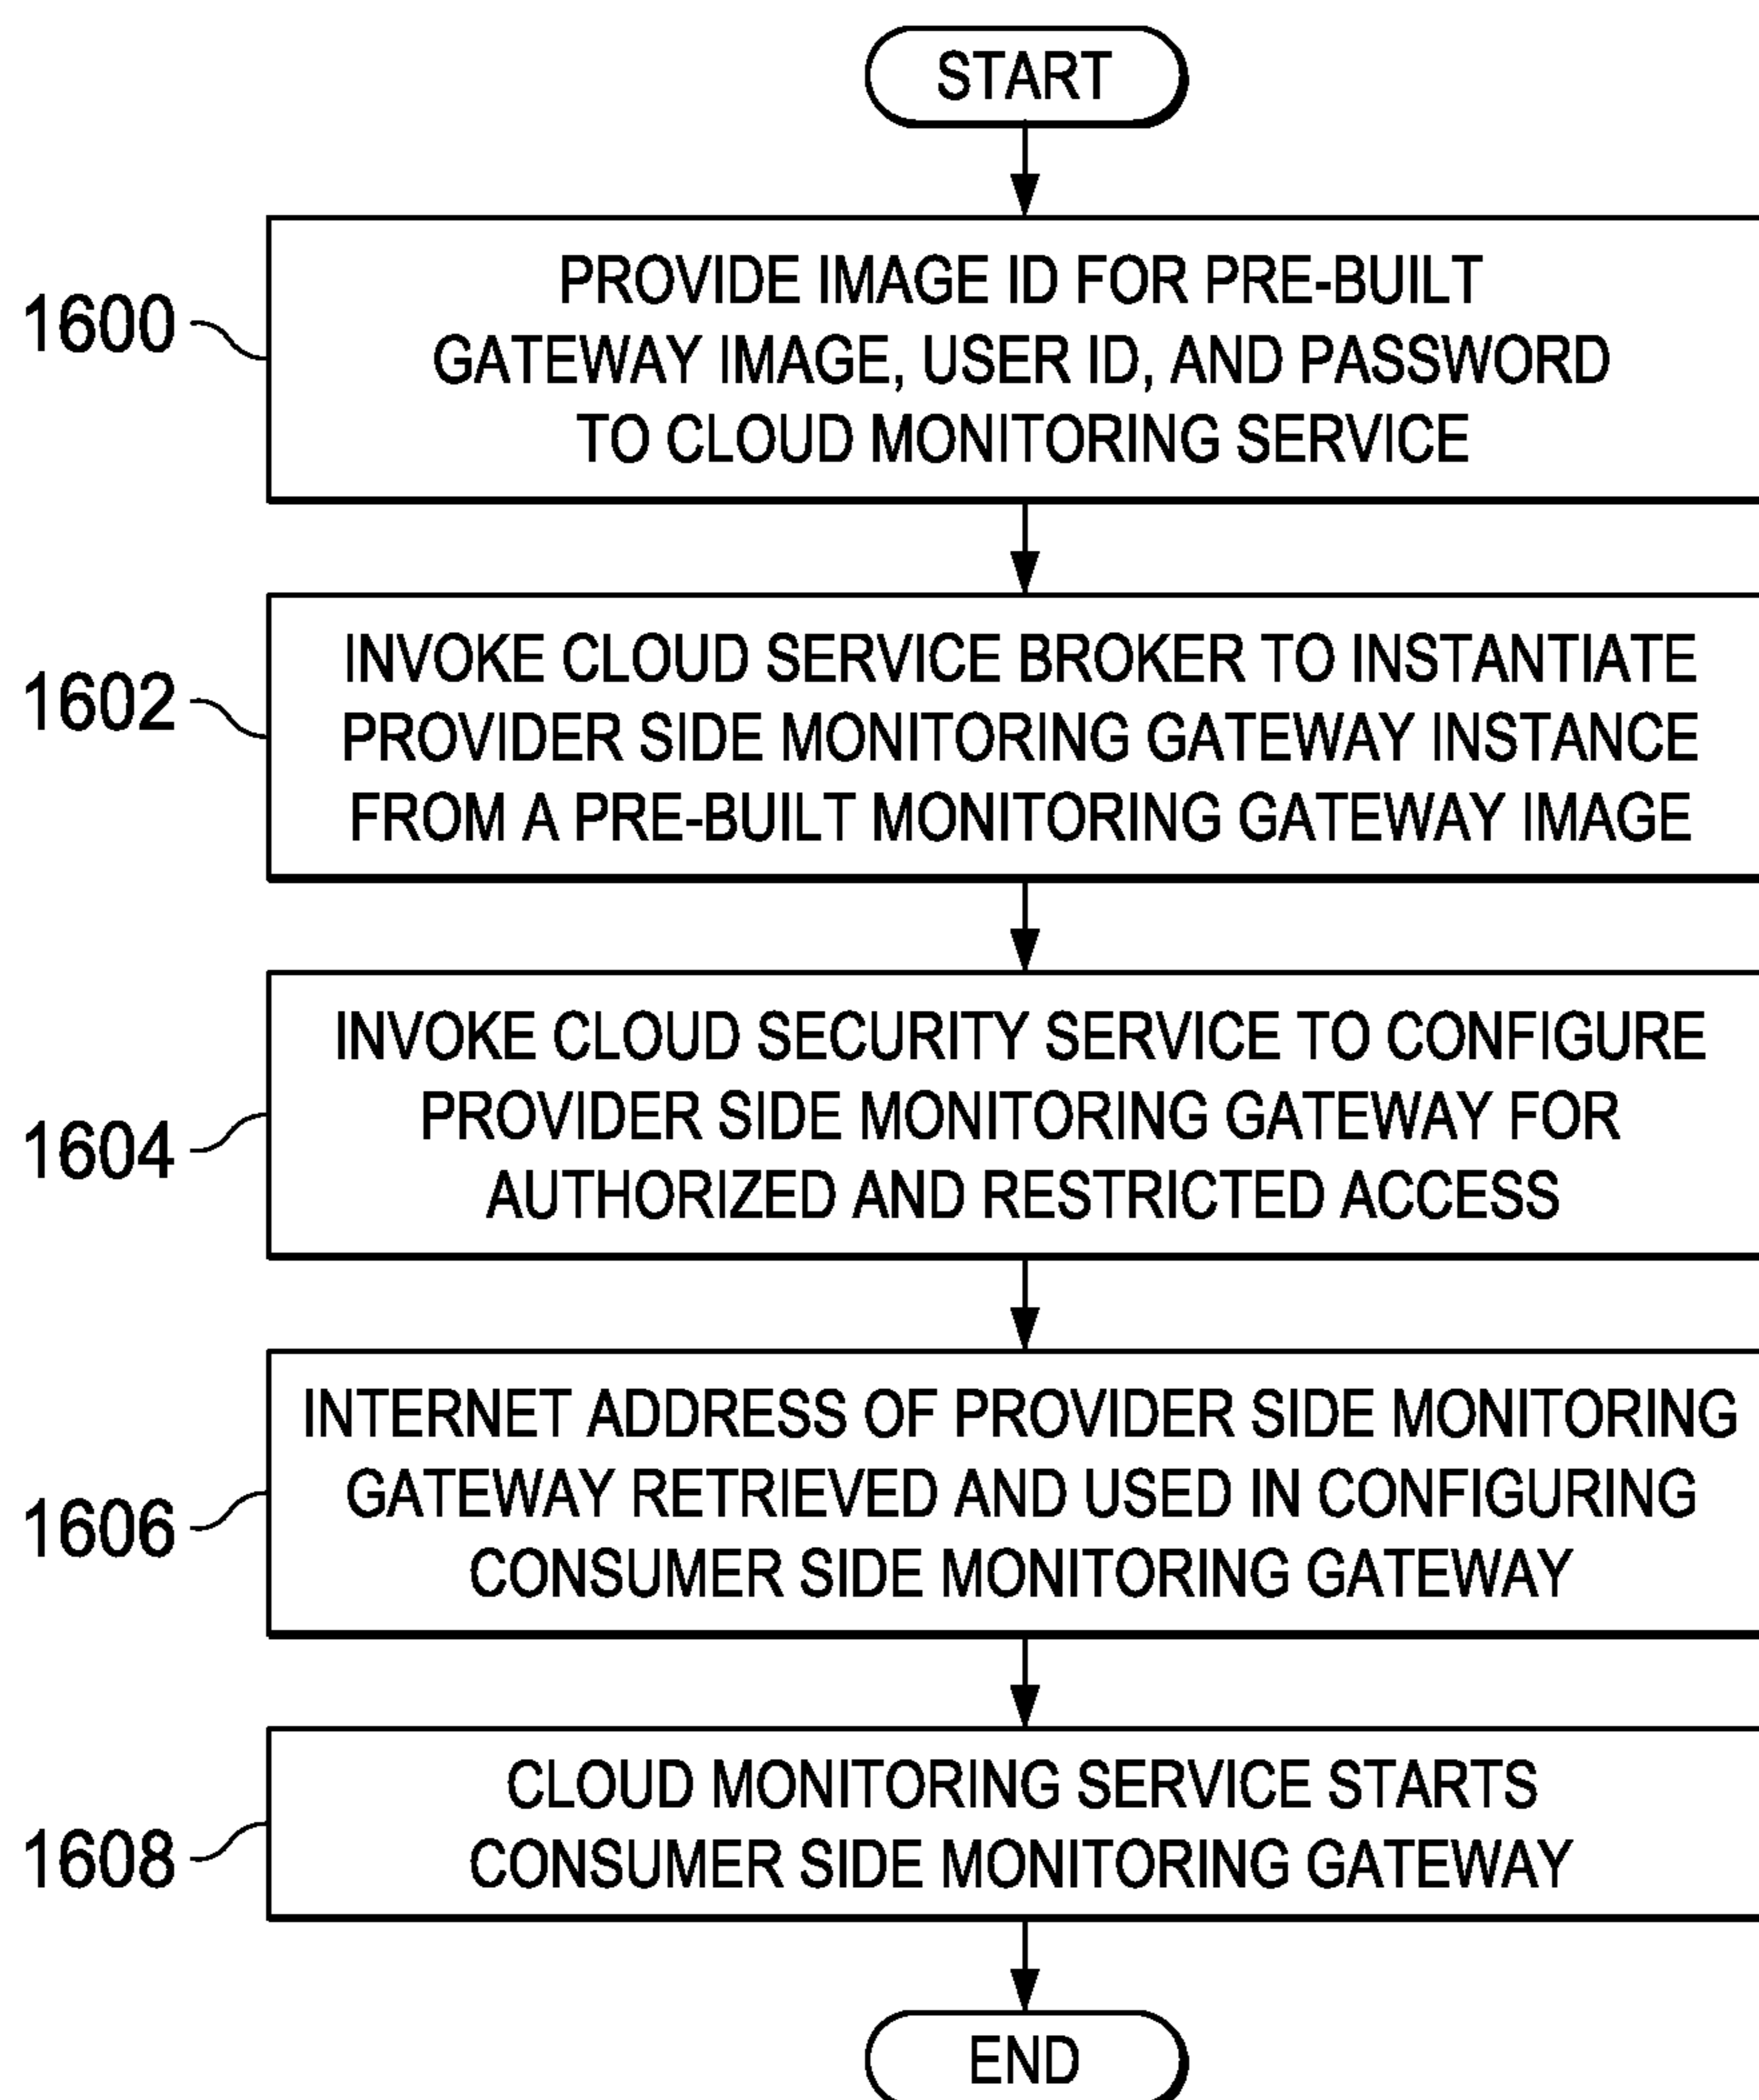 START
PROVIDE IMAGE ID FOR PRE-BUILT
GATEWAY IMAGE, USER ID, AND PASSWORD
TO CLOUD MONITORING SERVICE
1600
INVOKE CLOUD SERVICE BROKER TO INSTANTIATE
PROVIDER SIDE MONITORING GATEWAY INSTANCE
FROM A PRE-BUILT MONITORING GATEWAY IMAGE
1602
INVOKE CLOUD SECURITY SERVICE TO CONFIGURE
PROVIDER SIDE MONITORING GATEWAY FOR
AUTHORIZED AND RESTRICTED ACCESS
1604
INTERNET ADDRESS OF PROVIDER SIDE MONITORING
GATEWAY RETRIEVED AND USED IN CONFIGURING
CONSUMER SIDE MONITORING GATEWAY
1606
CLOUD MONITORING SERVICE STARTS
CONSUMER SIDE MONITORING GATEWAY
1608
END